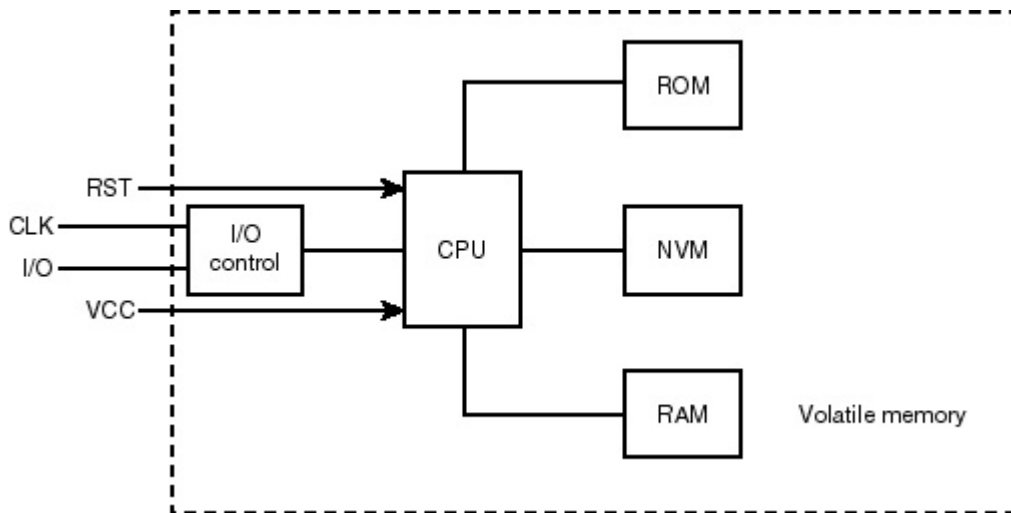 ROM
RST
CLK
I/O
control
CPU
NVM
I/O
VCC
RAM
Volatile memory